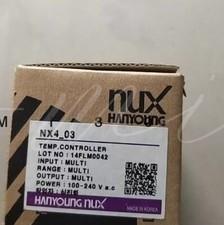 nux
HANYOUNG
NX4_03
TEMP.CONTROLLER
LOT NO : 14FLM0042
INPUT : MULTI
RANGE : MULTI
OUTPUT : MULTI
POWER : 100-240 V a.c
HANYOUNG NUX
MADE IN KOREA